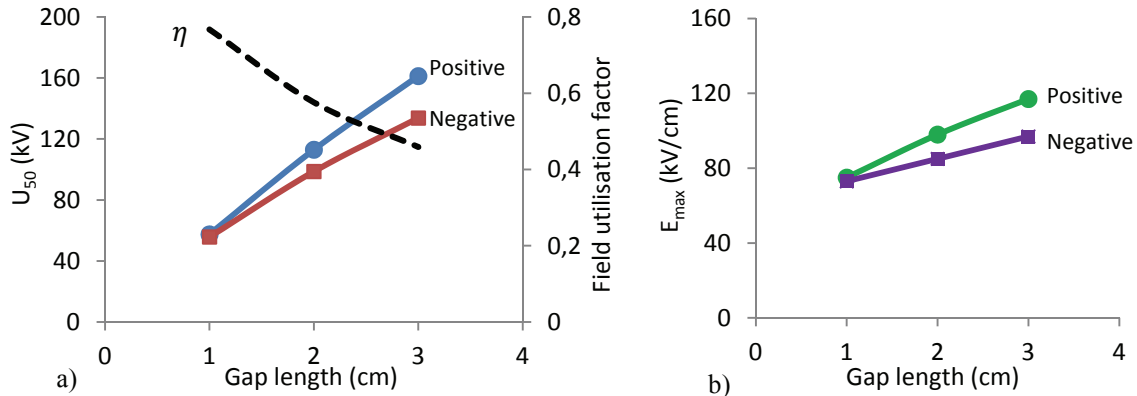 200
160
120
80
40
0
U50 (kV)
η
Positive
Negative
0,8
0,6
0,4
0,2
0
Field utilisation factor
0 1 2 3 4
Gap length (cm)
a)
160
120
80
40
0
Emax (kV/cm)
Positive
Negative
0 1 2 3 4
Gap length (cm)
b)